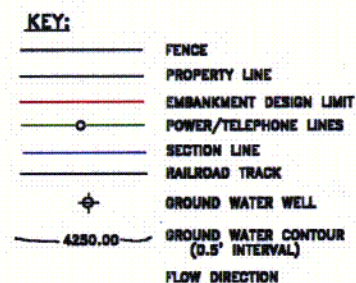 KEY:
FENCE
PROPERTY LINE
EMBANKMENT DESIGN LIMIT
POWER/TELEPHONE LINES
SECTION LINE
RAILROAD TRACK
GROUND WATER WELL
4250.00 GROUND WATER CONTOUR
(0.5' INTERVAL)
FLOW DIRECTION